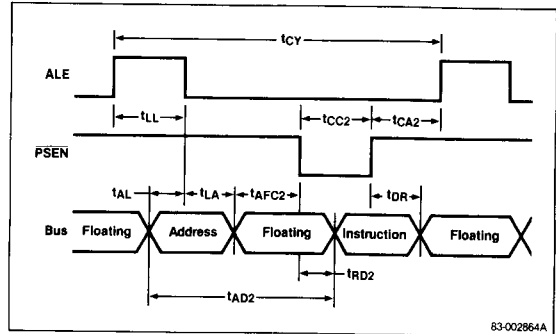 tCY
ALE
tLL
tCC2
tCA2
PSEN
tAL
tLA
tAFC2
tDR
Bus
Floating
Address
Floating
Instruction
Floating
tRD2
tAD2
83-002864A